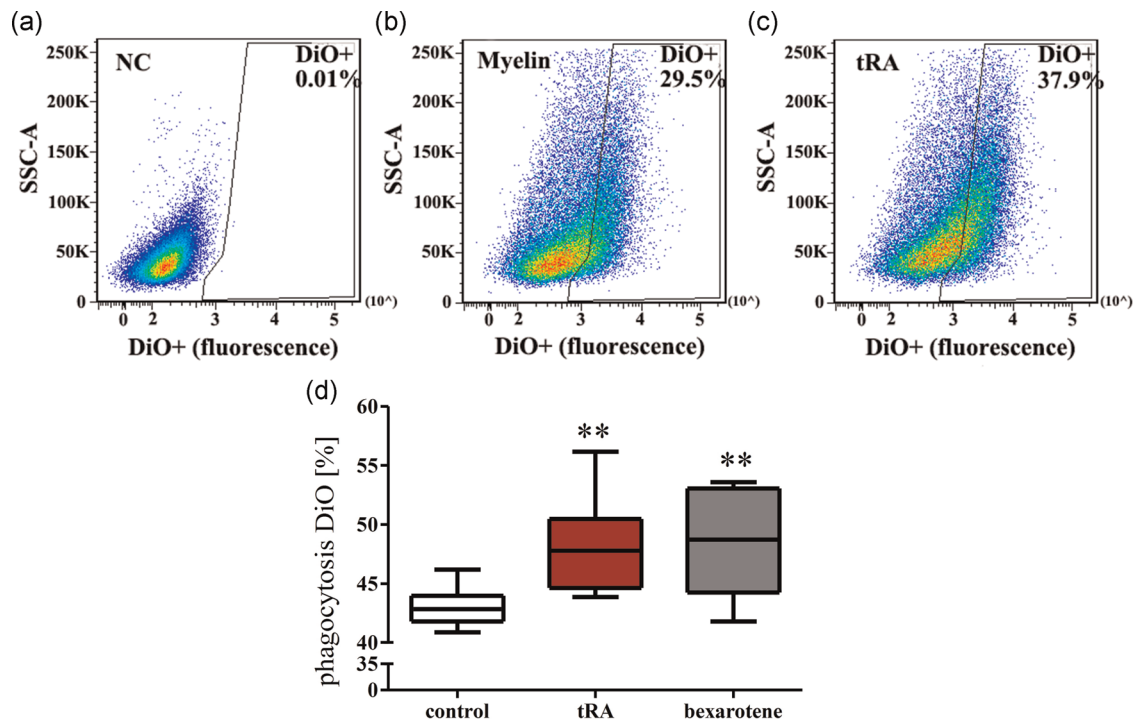 (a)
NC
DiO+
0.01%
250K
200K
150K
100K
50K
0
SSC-A
0 2 3 4 5 (10^)
DiO+ (fluorescence)
(b)
Myelin
DiO+
29.5%
250K
200K
150K
100K
50K
0
SSC-A
0 2 3 4 5 (10^)
DiO+ (fluorescence)
(c)
tRA
DiO+
37.9%
250K
200K
150K
100K
50K
0
SSC-A
0 2 3 4 5 (10^)
DiO+ (fluorescence)
(d)
phagocytosis DiO [%]
60
55
50
45
40
35
0
**
**
control tRA bexarotene